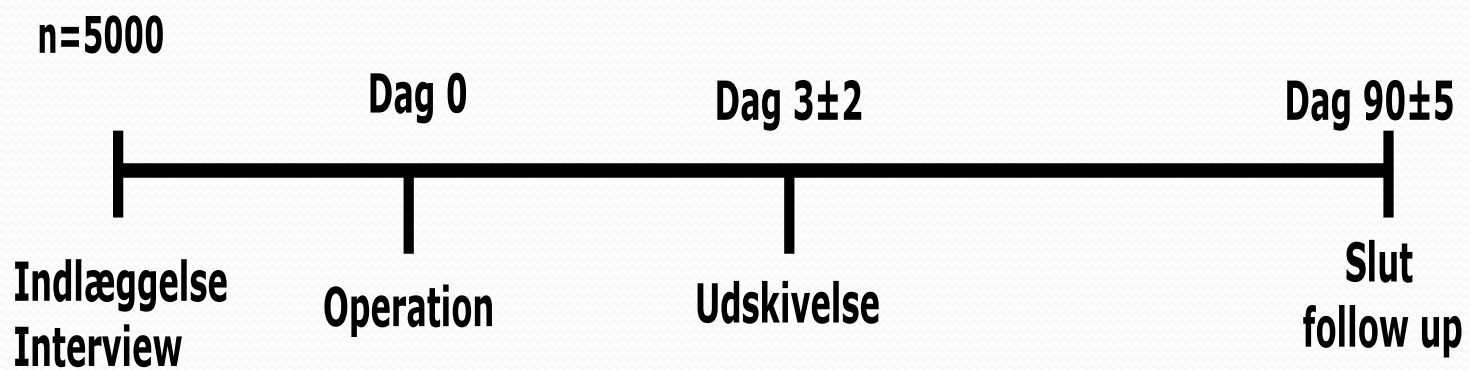 n=5000
Dag 0
Dag 3±2
Dag 90±5
Indlæggelse
Interview
Operation
Udskivelse
Slut
follow up